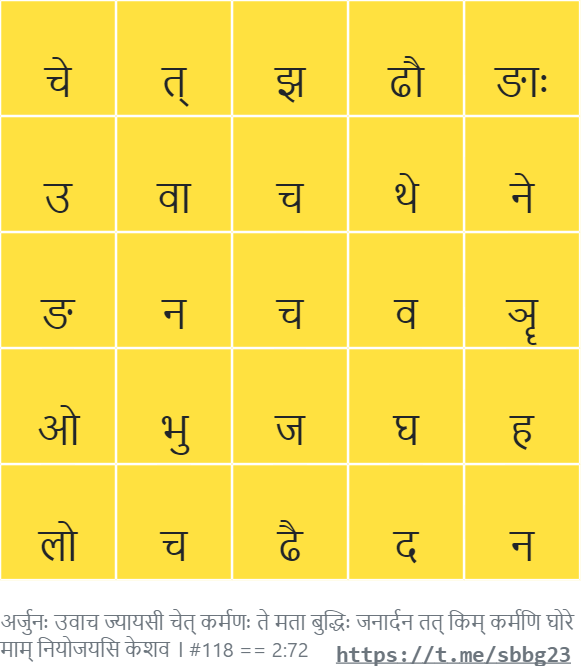 चे त् झ ढौ ङाः
उ वा च थे ने
ङ न च व ॠ
ओ भु ज घ ह
लो च ढै द न
अर्जुनः उवाच ज्यायसी चेत् कर्मणः ते मता बुद्धिः जनार्दन तत् किम् कर्मणि घोरे
माम् नियोजयसि केशव । #118 == 2:72 https://t.me/sbbg23